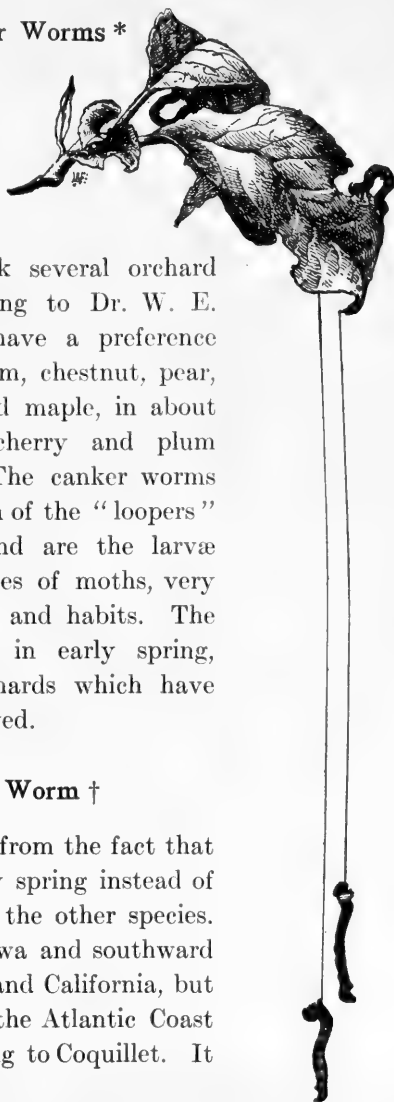 r Worms *
k several orchard
ng to Dr. W. E.
have a preference
m, chestnut, pear,
d maple, in about
cherry and plum
The canker worms
n of the “ loopers ”
nd are the larvæ
es of moths, very
and habits. The
in early spring,
hards which have
ed.
Worm †
from the fact that
y spring instead of
the other species.
wa and southward
and California, but
the Atlantic Coast
g to Coquillet. It